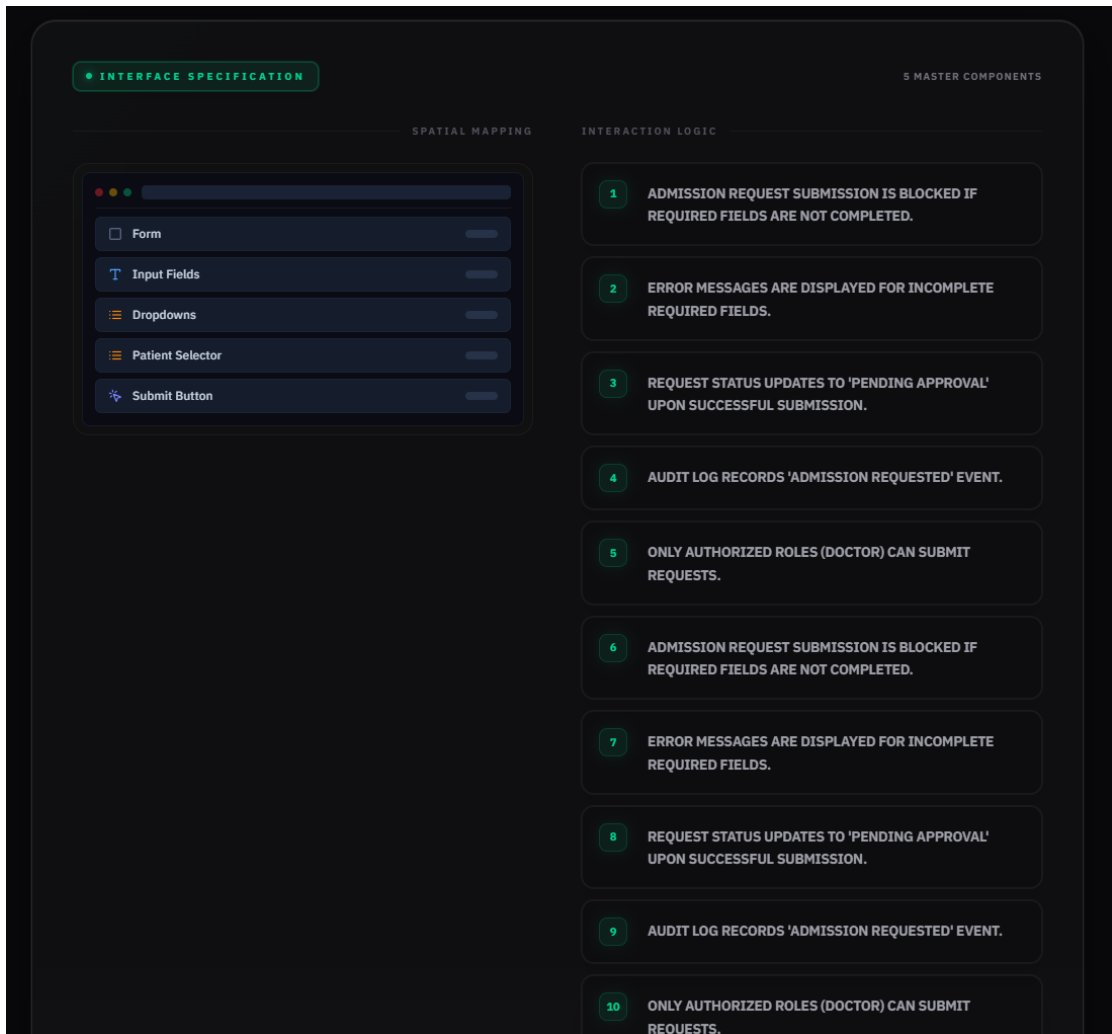 INTERFACE SPECIFICATION
5 MASTER COMPONENTS
SPATIAL MAPPING
Form
Input Fields
Dropdowns
Patient Selector
Submit Button
INTERACTION LOGIC
1
ADMISSION REQUEST SUBMISSION IS BLOCKED IF
REQUIRED FIELDS ARE NOT COMPLETED.
2
ERROR MESSAGES ARE DISPLAYED FOR INCOMPLETE
REQUIRED FIELDS.
3
REQUEST STATUS UPDATES TO 'PENDING APPROVAL'
UPON SUCCESSFUL SUBMISSION.
4
AUDIT LOG RECORDS 'ADMISSION REQUESTED' EVENT.
5
ONLY AUTHORIZED ROLES (DOCTOR) CAN SUBMIT
REQUESTS.
6
ADMISSION REQUEST SUBMISSION IS BLOCKED IF
REQUIRED FIELDS ARE NOT COMPLETED.
7
ERROR MESSAGES ARE DISPLAYED FOR INCOMPLETE
REQUIRED FIELDS.
8
REQUEST STATUS UPDATES TO 'PENDING APPROVAL'
UPON SUCCESSFUL SUBMISSION.
9
AUDIT LOG RECORDS 'ADMISSION REQUESTED' EVENT.
10
ONLY AUTHORIZED ROLES (DOCTOR) CAN SUBMIT
REQUESTS.